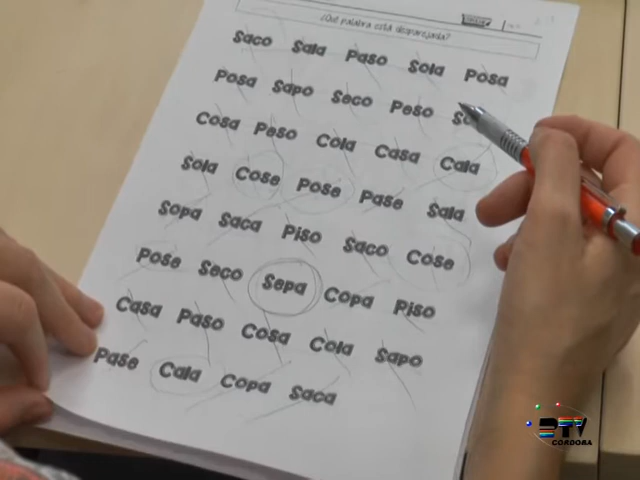 ¿Qué palabra está desparejada?
Saco Sala Paso Sola Posa
Posa Sapo Seco Peso
Cosa Peso Cola Casa Cala
Sola Cose Pose Pase Sala
Sopa Saca Piso Saco Cose
Pose Seco Sepa Copa Piso
Casa Paso Cosa Cola Sapo
Pase Cala Copa Saca
BTV
CÓRDOBA